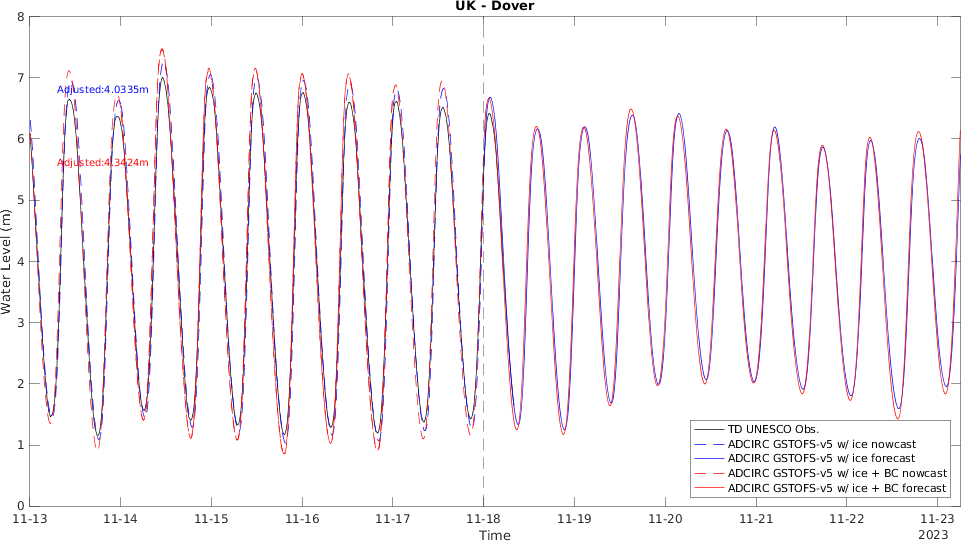 UK - Dover
8
7
6
5
4
3
2
1
0
Water Level (m)
Adjusted:4.0335m
Adjusted:4.3424m
TD UNESCO Obs.
ADCIRC GSTOFS-v5 w/ ice nowcast
ADCIRC GSTOFS-v5 w/ ice forecast
ADCIRC GSTOFS-v5 w/ ice + BC nowcast
ADCIRC GSTOFS-v5 w/ ice + BC forecast
11-13 11-14 11-15 11-16 11-17 11-18 11-19 11-20 11-21 11-22 11-23
Time
2023